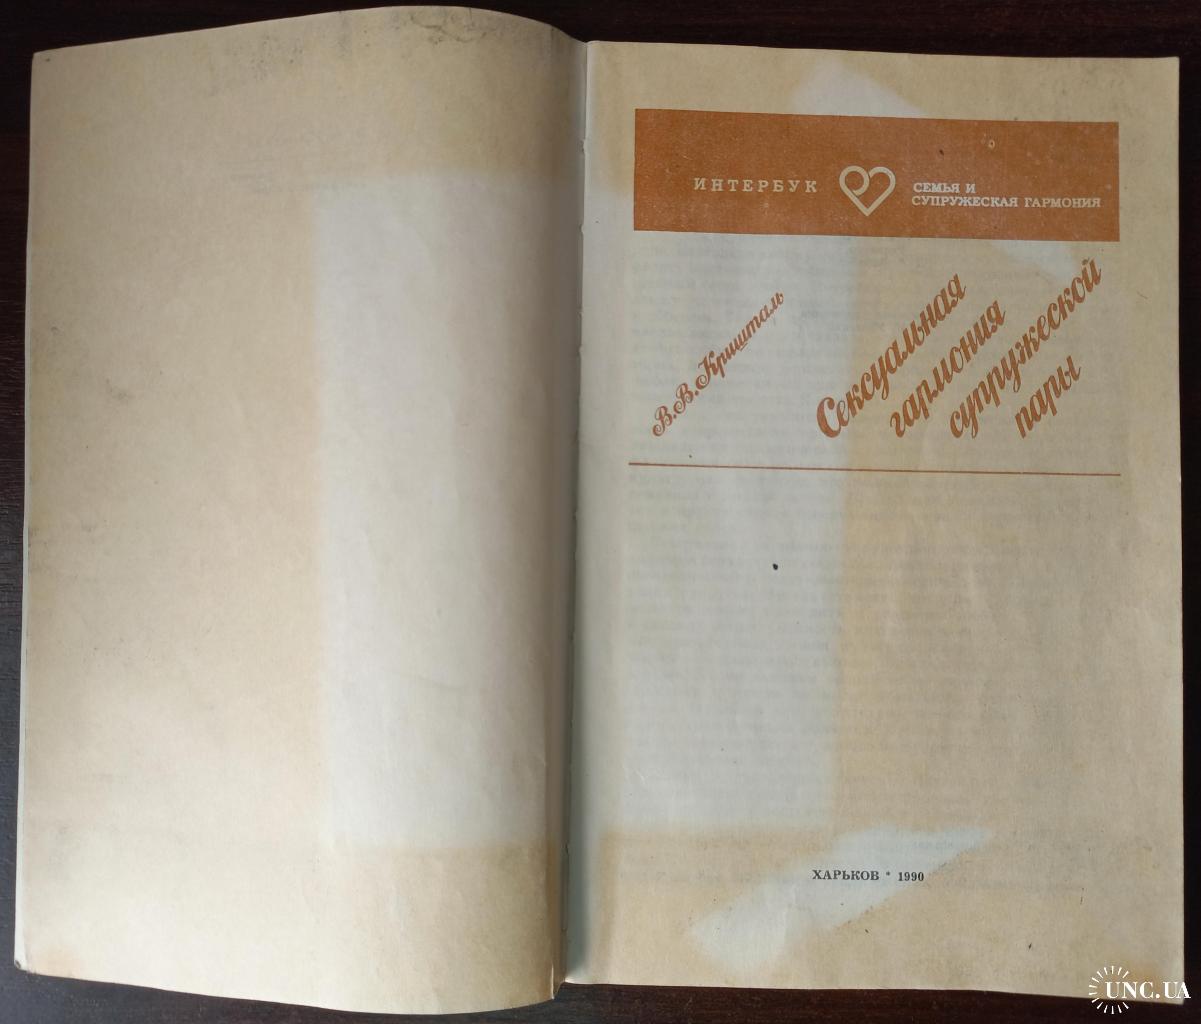 ИНТЕРБУК
СЕМЬЯ И
СУПРУЖЕСКАЯ ГАРМОНИЯ
В.В.Кришталь
Сексуальная
гармония
супружеской
пары
ХАРЬКОВ * 1990
UNC.UA